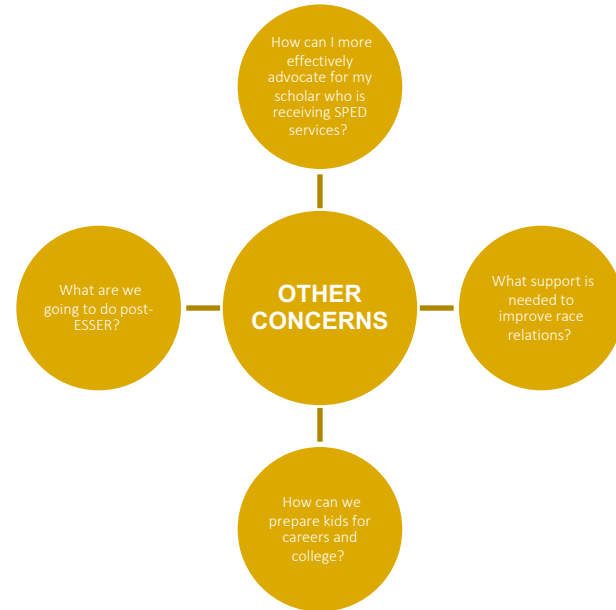 How can I more
effectively
advocate for my
scholar who is
receiving SPED
services?
What are we
going to do post-
ESSER?
OTHER
CONCERNS
What support is
needed to
improve race
relations?
How can we
prepare kids for
careers and
college?